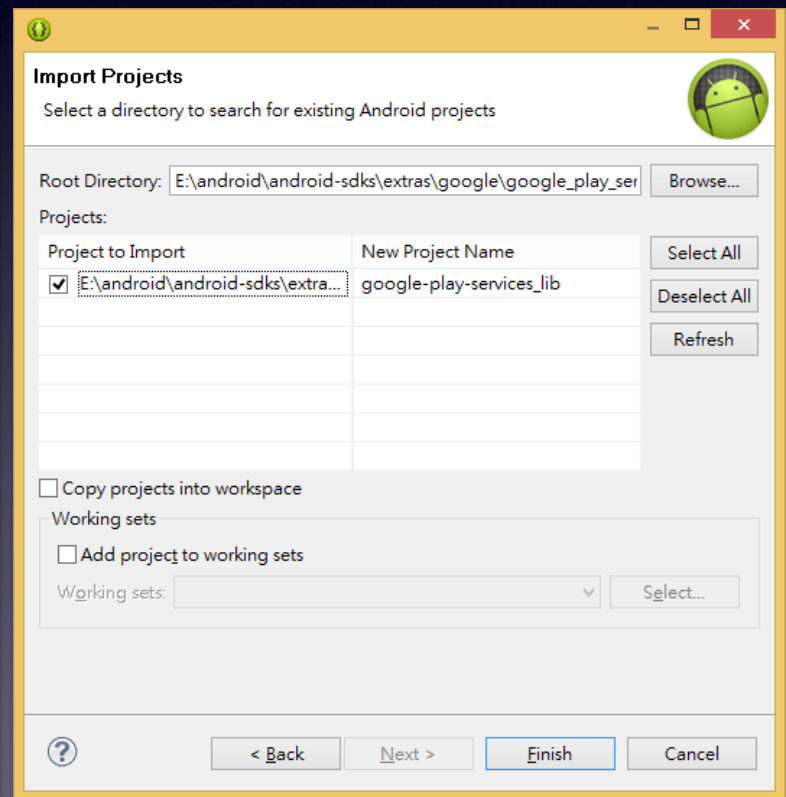 Import Projects
Select a directory to search for existing Android projects
Root Directory: E:\android\android-sdks\extras\google\google_play_ser Browse...
Projects:
Project to Import New Project Name Select All
E:\android\android-sdks\extra... google-play-services_lib
Deselect All
Refresh
Copy projects into workspace
Working sets
Add project to working sets
Working sets: Select...
< Back Next > Finish Cancel